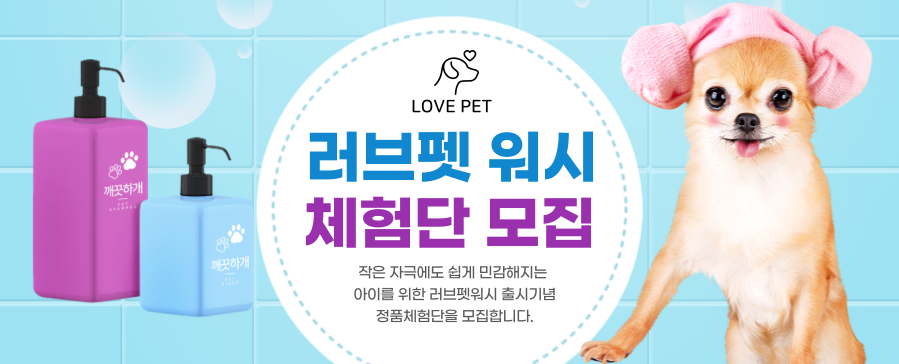 LOVE PET
러브펫 워시
체험단 모집
작은 자극에도 쉽게 민감해지는
아이를 위한 러브펫워시 출시기념
정품체험단을 모집합니다.
깨끗하개
PET
SHAMPOO
깨끗하개
PET